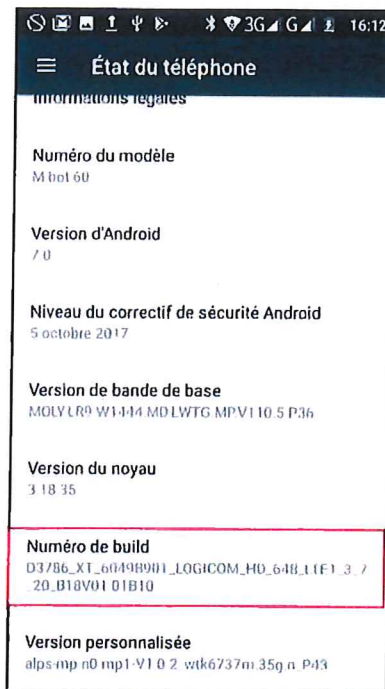 3G G 16:12
État du téléphone
Informations légales
Numéro du modèle
M bot 60
Version d'Android
7.0
Niveau du correctif de sécurité Android
5 octobre 2017
Version de bande de base
MOLY.LR9.W1444.MD.LWTG.MP.V110.5.P36
Version du noyau
3.18.35
Numéro de build
20_B18V01.01B10
Version personnalisée
alps-mp-n0.mp1-V1.0.2_wtk6737m.35g.n_P43